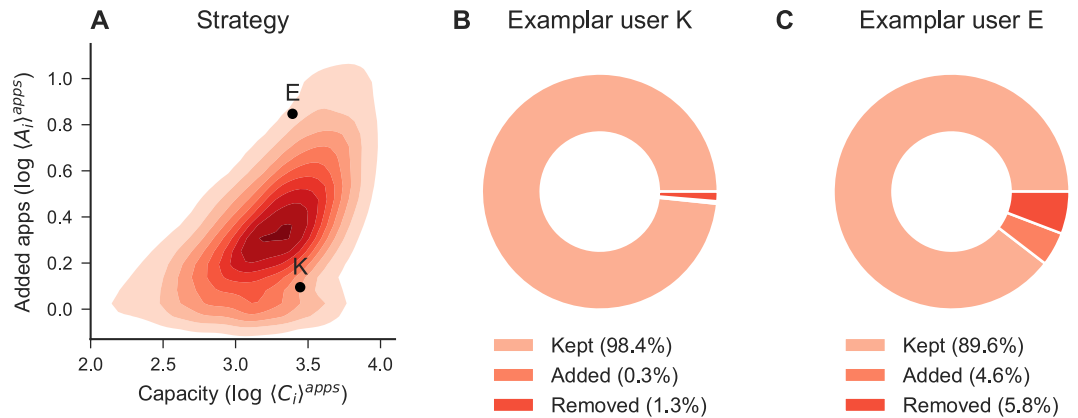 A Strategy
B Examplar user K
C Examplar user E
Added apps (log ⟨A_i⟩^apps)
1.0
0.8
0.6
0.4
0.2
0.0
E
K
2.0 2.5 3.0 3.5 4.0
Capacity (log ⟨C_i⟩^apps)
Kept (98.4%)
Added (0.3%)
Removed (1.3%)
Kept (89.6%)
Added (4.6%)
Removed (5.8%)